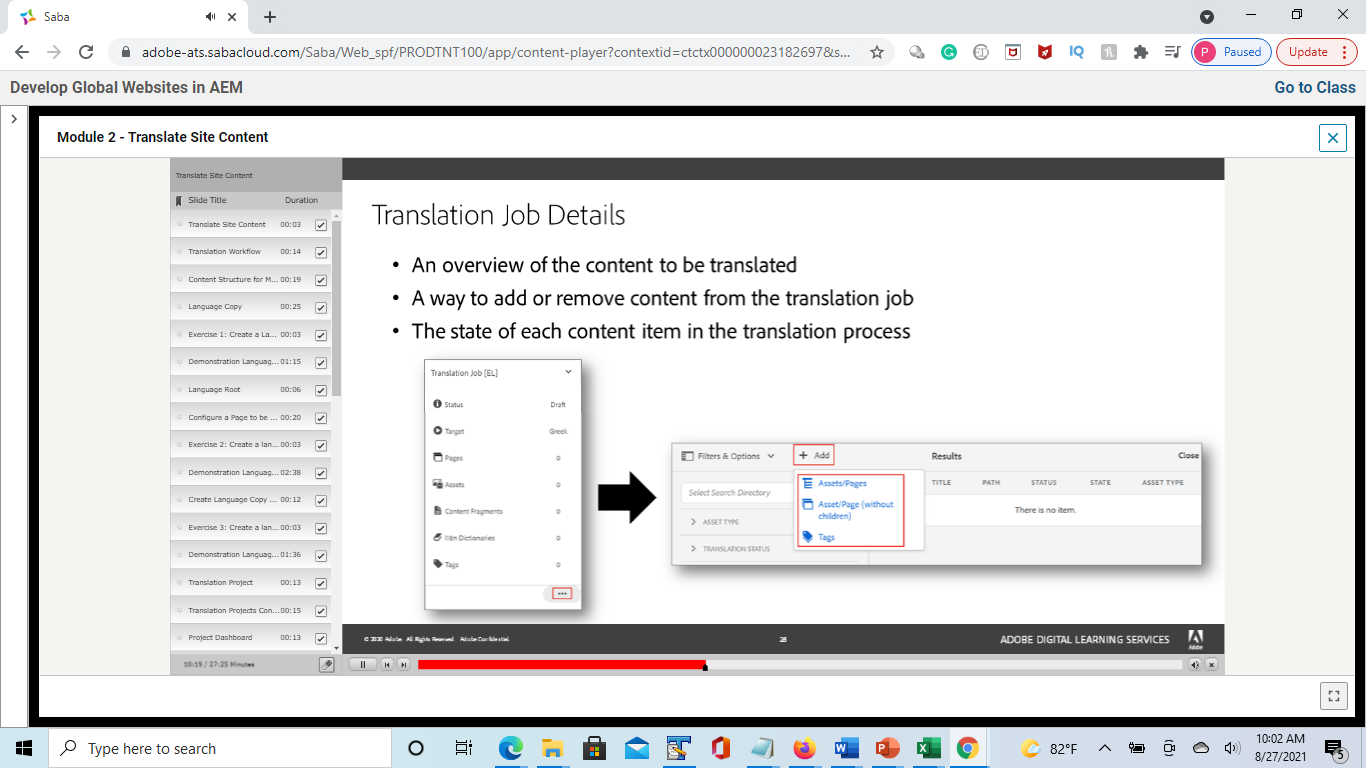 Saba
adobe-ats.sabacloud.com/Saba/Web_spf/PRODTNT100/app/content-player?contextid=ctctx000000023182697&s...
P
Paused
Update
Develop Global Websites in AEM
Go to Class
Module 2 - Translate Site Content
Translate Site Content
Slide Title Duration
Translate Site Content 00:03
Translation Workflow 00:14
Content Structure for M... 00:19
Language Copy 00:25
Exercise 1: Create a La... 00:03
Demonstration Languag... 01:15
Language Root 00:06
Configure a Page to be ... 00:20
Exercise 2: Create a lan... 00:03
Demonstration Languag... 02:38
Create Language Copy ... 00:12
Exercise 3: Create a lan... 00:03
Demonstration Languag... 01:36
Translation Project 00:13
Translation Projects Con... 00:15
Project Dashboard 00:13
10:19 / 27:25 Minutes
Translation Job Details
• An overview of the content to be translated
• A way to add or remove content from the translation job
• The state of each content item in the translation process
Translation Job [EL]
Status Draft
Target Greek
Pages 0
Assets 0
Content Fragments 0
I18n Dictionaries 0
Tags 0
Filters & Options
+ Add
Results
Close
Select Search Directory
ASSET TYPE
TRANSLATION STATUS
Assets/Pages
Asset/Page (without
children)
Tags
TITLE PATH STATUS STATE ASSET TYPE
There is no item.
© 2020 Adobe. All Rights Reserved. Adobe Confidential.
28
ADOBE DIGITAL LEARNING SERVICES
Adobe
Type here to search
82°F
10:02 AM
8/27/2021
5